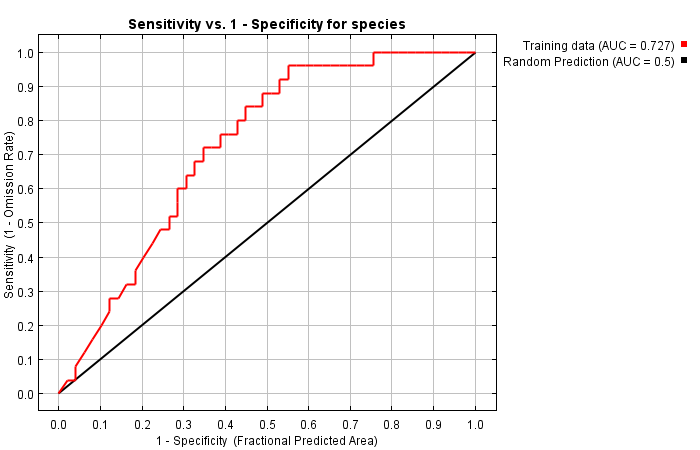 Sensitivity vs. 1 - Specificity for species
Training data (AUC = 0.727)
Random Prediction (AUC = 0.5)
Sensitivity (1 - Omission Rate)
1.0
0.9
0.8
0.7
0.6
0.5
0.4
0.3
0.2
0.1
0.0
0.0 0.1 0.2 0.3 0.4 0.5 0.6 0.7 0.8 0.9 1.0
1 - Specificity (Fractional Predicted Area)